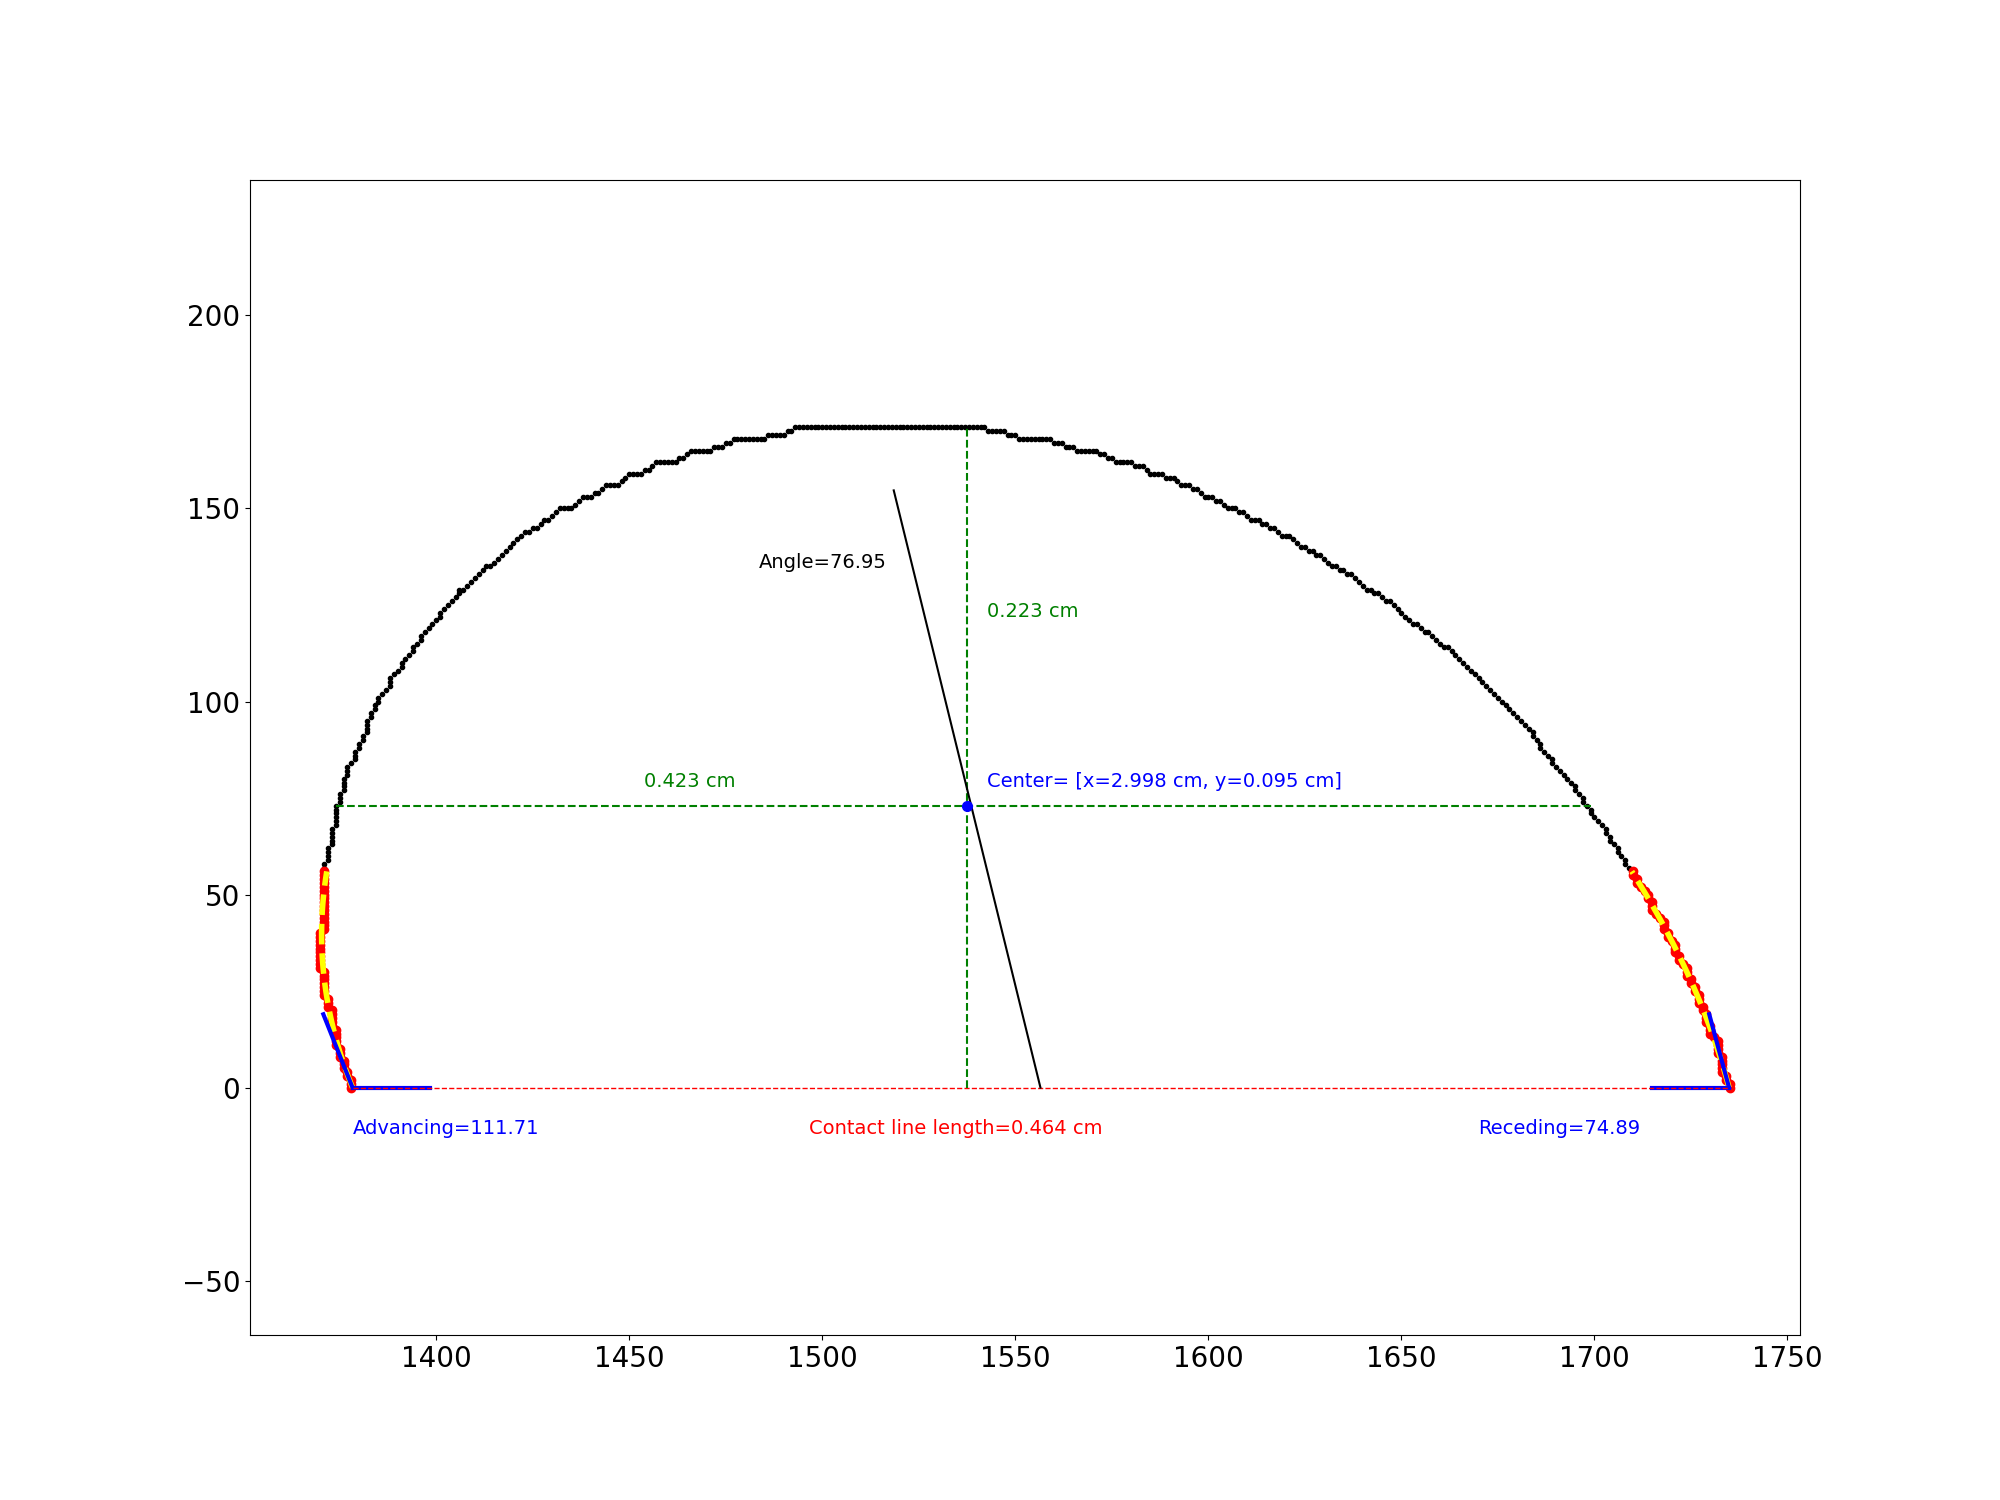 200
150
100
50
0
−50
Angle=76.95
0.223 cm
0.423 cm
Center= [x=2.998 cm, y=0.095 cm]
Advancing=111.71
Contact line length=0.464 cm
Receding=74.89
1400 1450 1500 1550 1600 1650 1700 1750